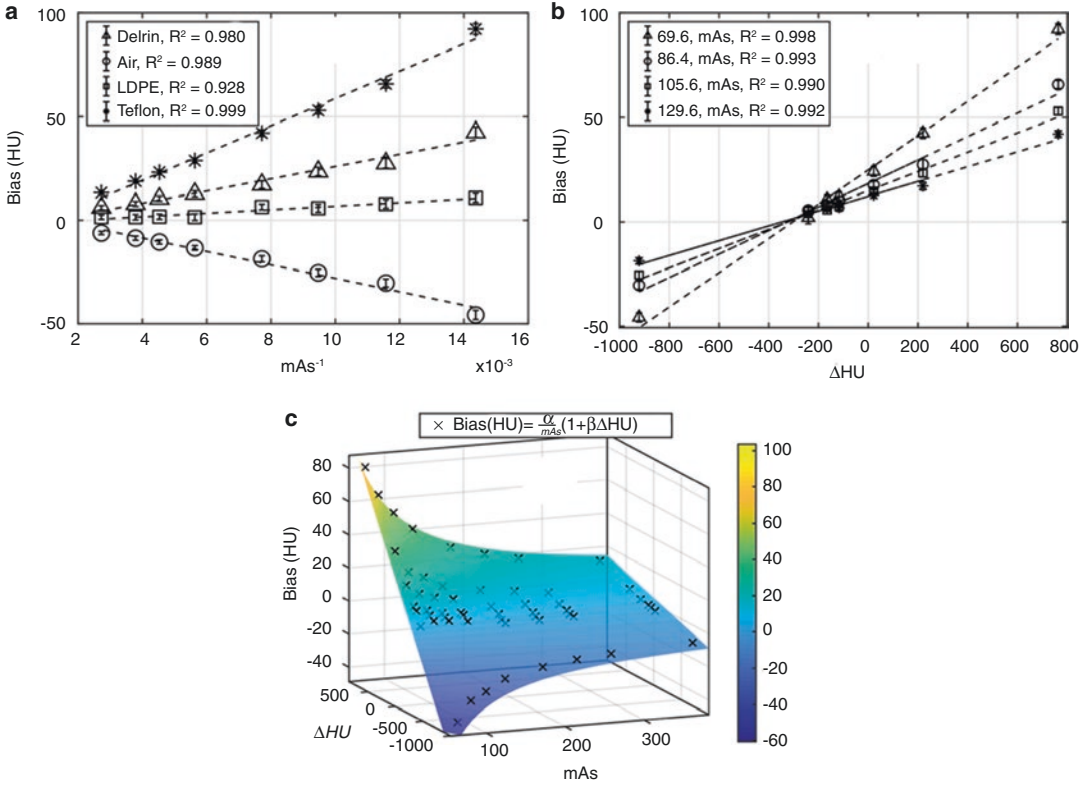 a
100
50
0
-50
Bias (HU)
Delrin, R² = 0.980
Air, R² = 0.989
LDPE, R² = 0.928
Teflon, R² = 0.999
2 4 6 8 10 12 14 16
mAs⁻¹ x10⁻³
b
100
50
0
-50
Bias (HU)
69.6, mAs, R² = 0.998
86.4, mAs, R² = 0.993
105.6, mAs, R² = 0.990
129.6, mAs, R² = 0.992
-1000 -800 -600 -400 -200 0 200 400 600 800
ΔHU
c
× Bias(HU)= α/mAs (1+βΔHU)
80
60
40
20
0
-20
-40
Bias (HU)
500
0
-500
-1000
ΔHU
100 200 300
mAs
100
80
60
40
20
0
-20
-40
-60